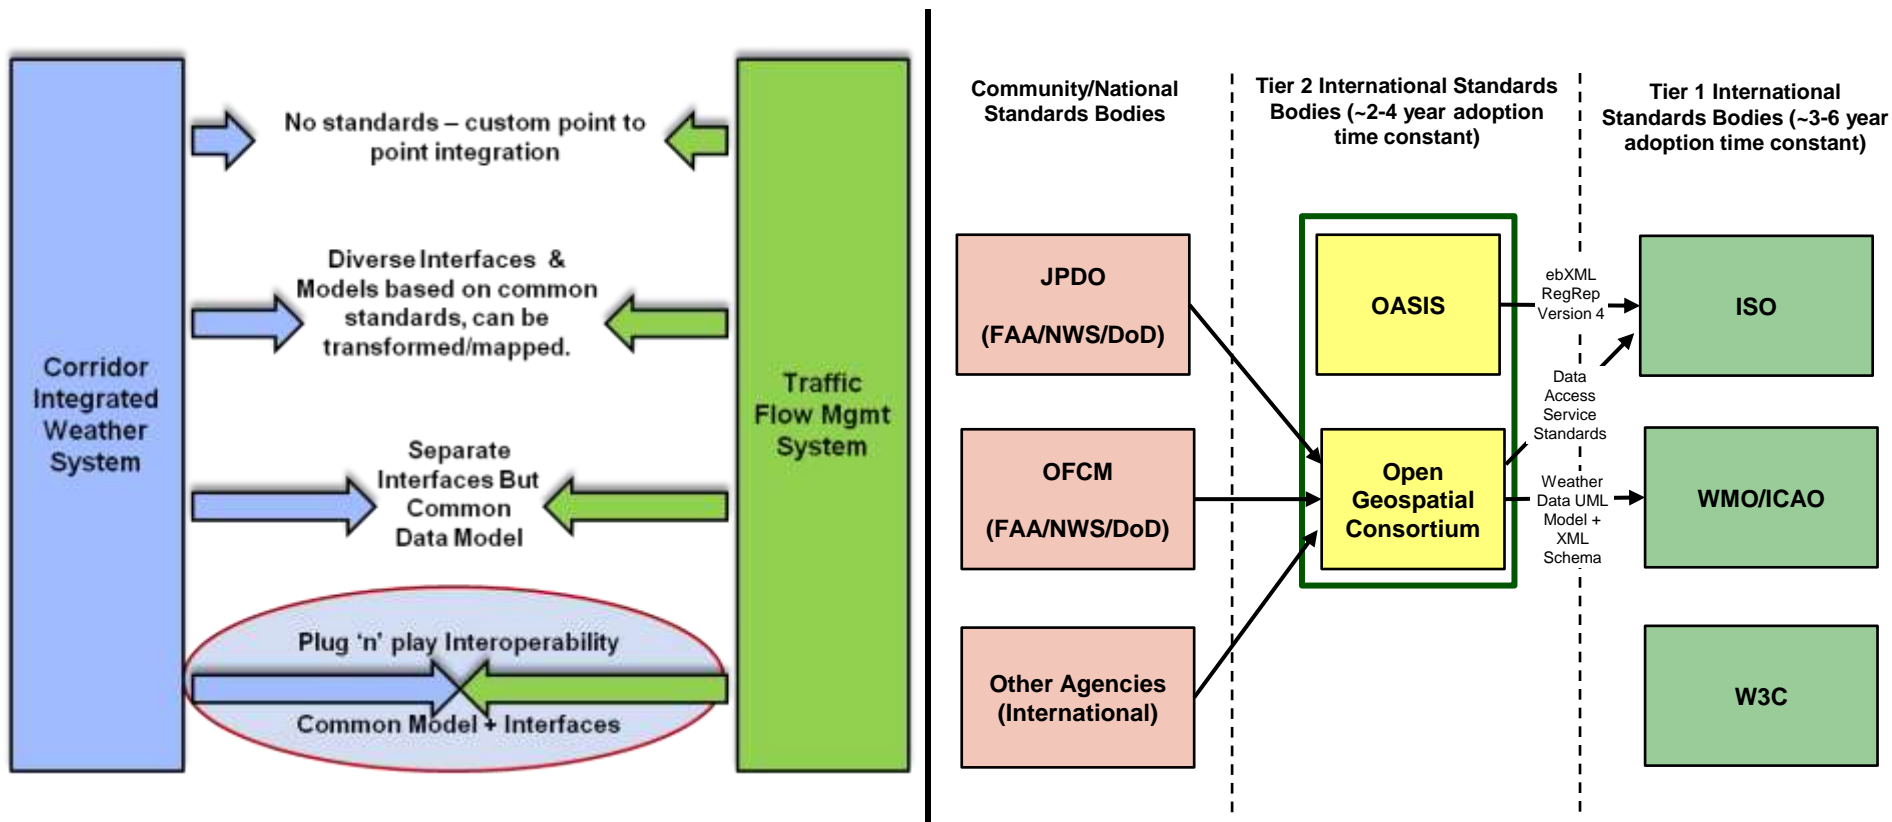 Corridor
Integrated
Weather
System
No standards – custom point to
point integration
Diverse Interfaces &
Models based on common
standards, can be
transformed/mapped.
Separate
Interfaces But
Common
Data Model
Plug ‘n’ play Interoperability
Common Model + Interfaces
Traffic
Flow Mgmt
System
Community/National
Standards Bodies
JPDO
(FAA/NWS/DoD)
OFCM
(FAA/NWS/DoD)
Other Agencies
(International)
Tier 2 International Standards
Bodies (~2-4 year adoption
time constant)
OASIS
Open
Geospatial
Consortium
ebXML
RegRep
Version 4
Data
Access
Service
Standards
Weather
Data UML
Model +
XML
Schema
Tier 1 International
Standards Bodies (~3-6 year
adoption time constant)
ISO
WMO/ICAO
W3C